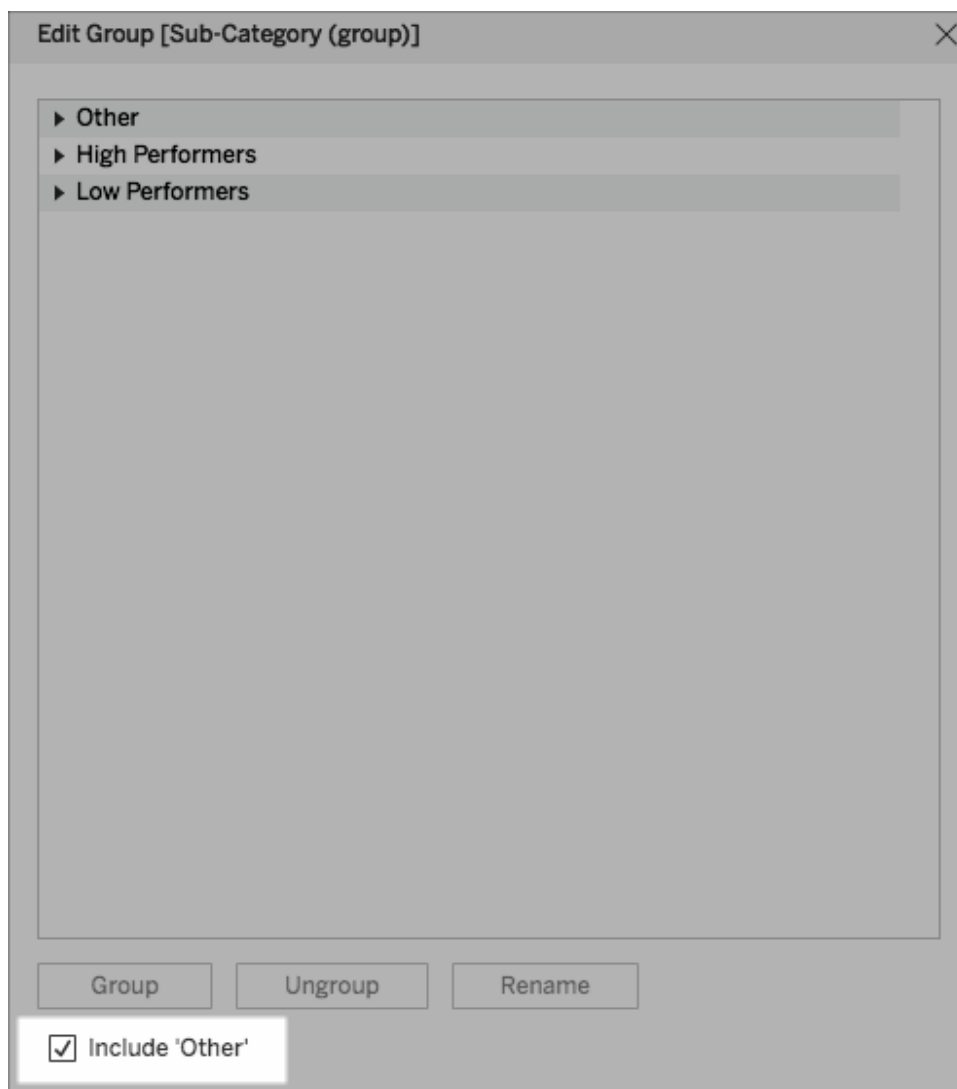 Edit Group [Sub-Category (group)]
Other
High Performers
Low Performers
Group Ungroup Rename
Include 'Other'